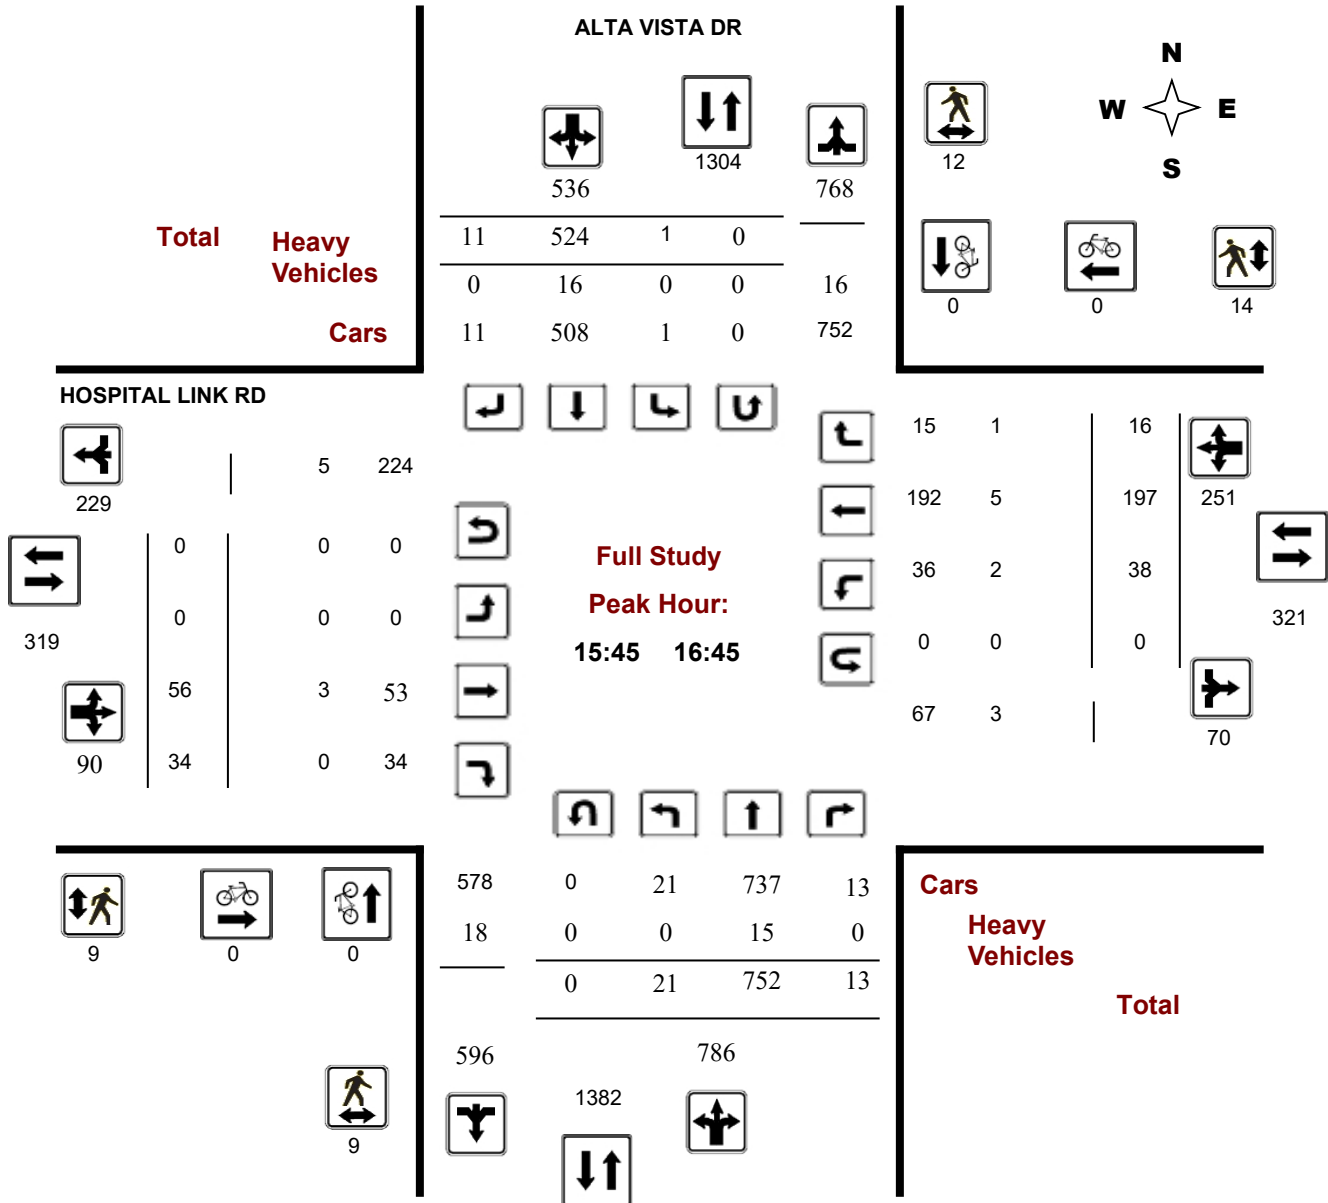 ALTA VISTA DR
N
W E
S
1304
12
536
768
Total Heavy
Vehicles
Cars
11 524 1 0
0 16 0 0 16
11 508 1 0 752
0 0 14
HOSPITAL LINK RD
229
5 224
0 0 0
0 0 0
319
56 3 53
90 34 0 34
15 1 16
192 5 197 251
36 2 38
321
0 0 0
67 3
70
Full Study
Peak Hour:
15:45 16:45
9 0 0
578 0 21 737 13
18 0 0 15 0
0 21 752 13
Cars
Heavy
Vehicles
Total
596 786
1382
9